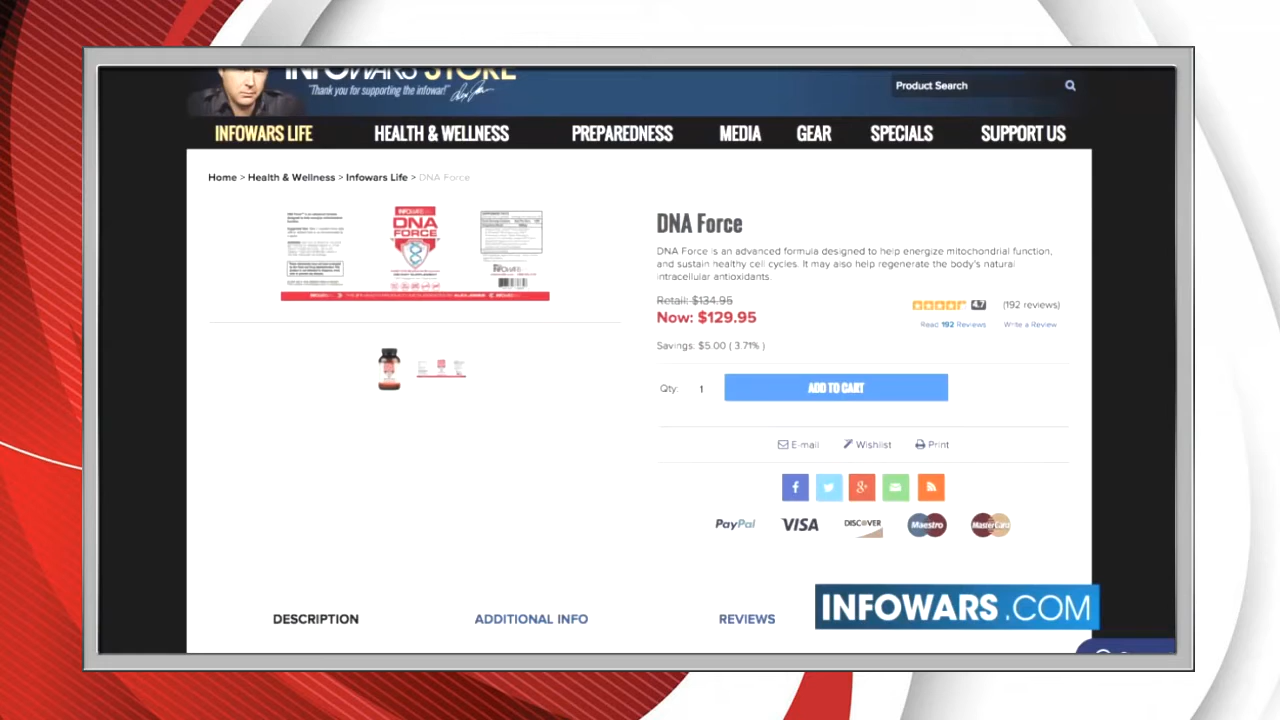 INFOWARS STORE
"Thank you for supporting the infowar!"
Product Search
INFOWARS LIFE HEALTH & WELLNESS PREPAREDNESS MEDIA GEAR SPECIALS SUPPORT US
Home > Health & Wellness > Infowars Life > DNA Force
DNA
FORCE
DNA Force
DNA Force is an advanced formula designed to help energize mitochondrial function,
and sustain healthy cell cycles. It may also help regenerate the body's natural
intracellular antioxidants.
Retail: $134.95
Now: $129.95
4.7 (192 reviews)
Read 192 Reviews Write a Review
Savings: $5.00 ( 3.71% )
Qty: 1 ADD TO CART
E-mail Wishlist Print
PayPal VISA DISCOVER Maestro MasterCard
DESCRIPTION ADDITIONAL INFO REVIEWS
INFOWARS.COM